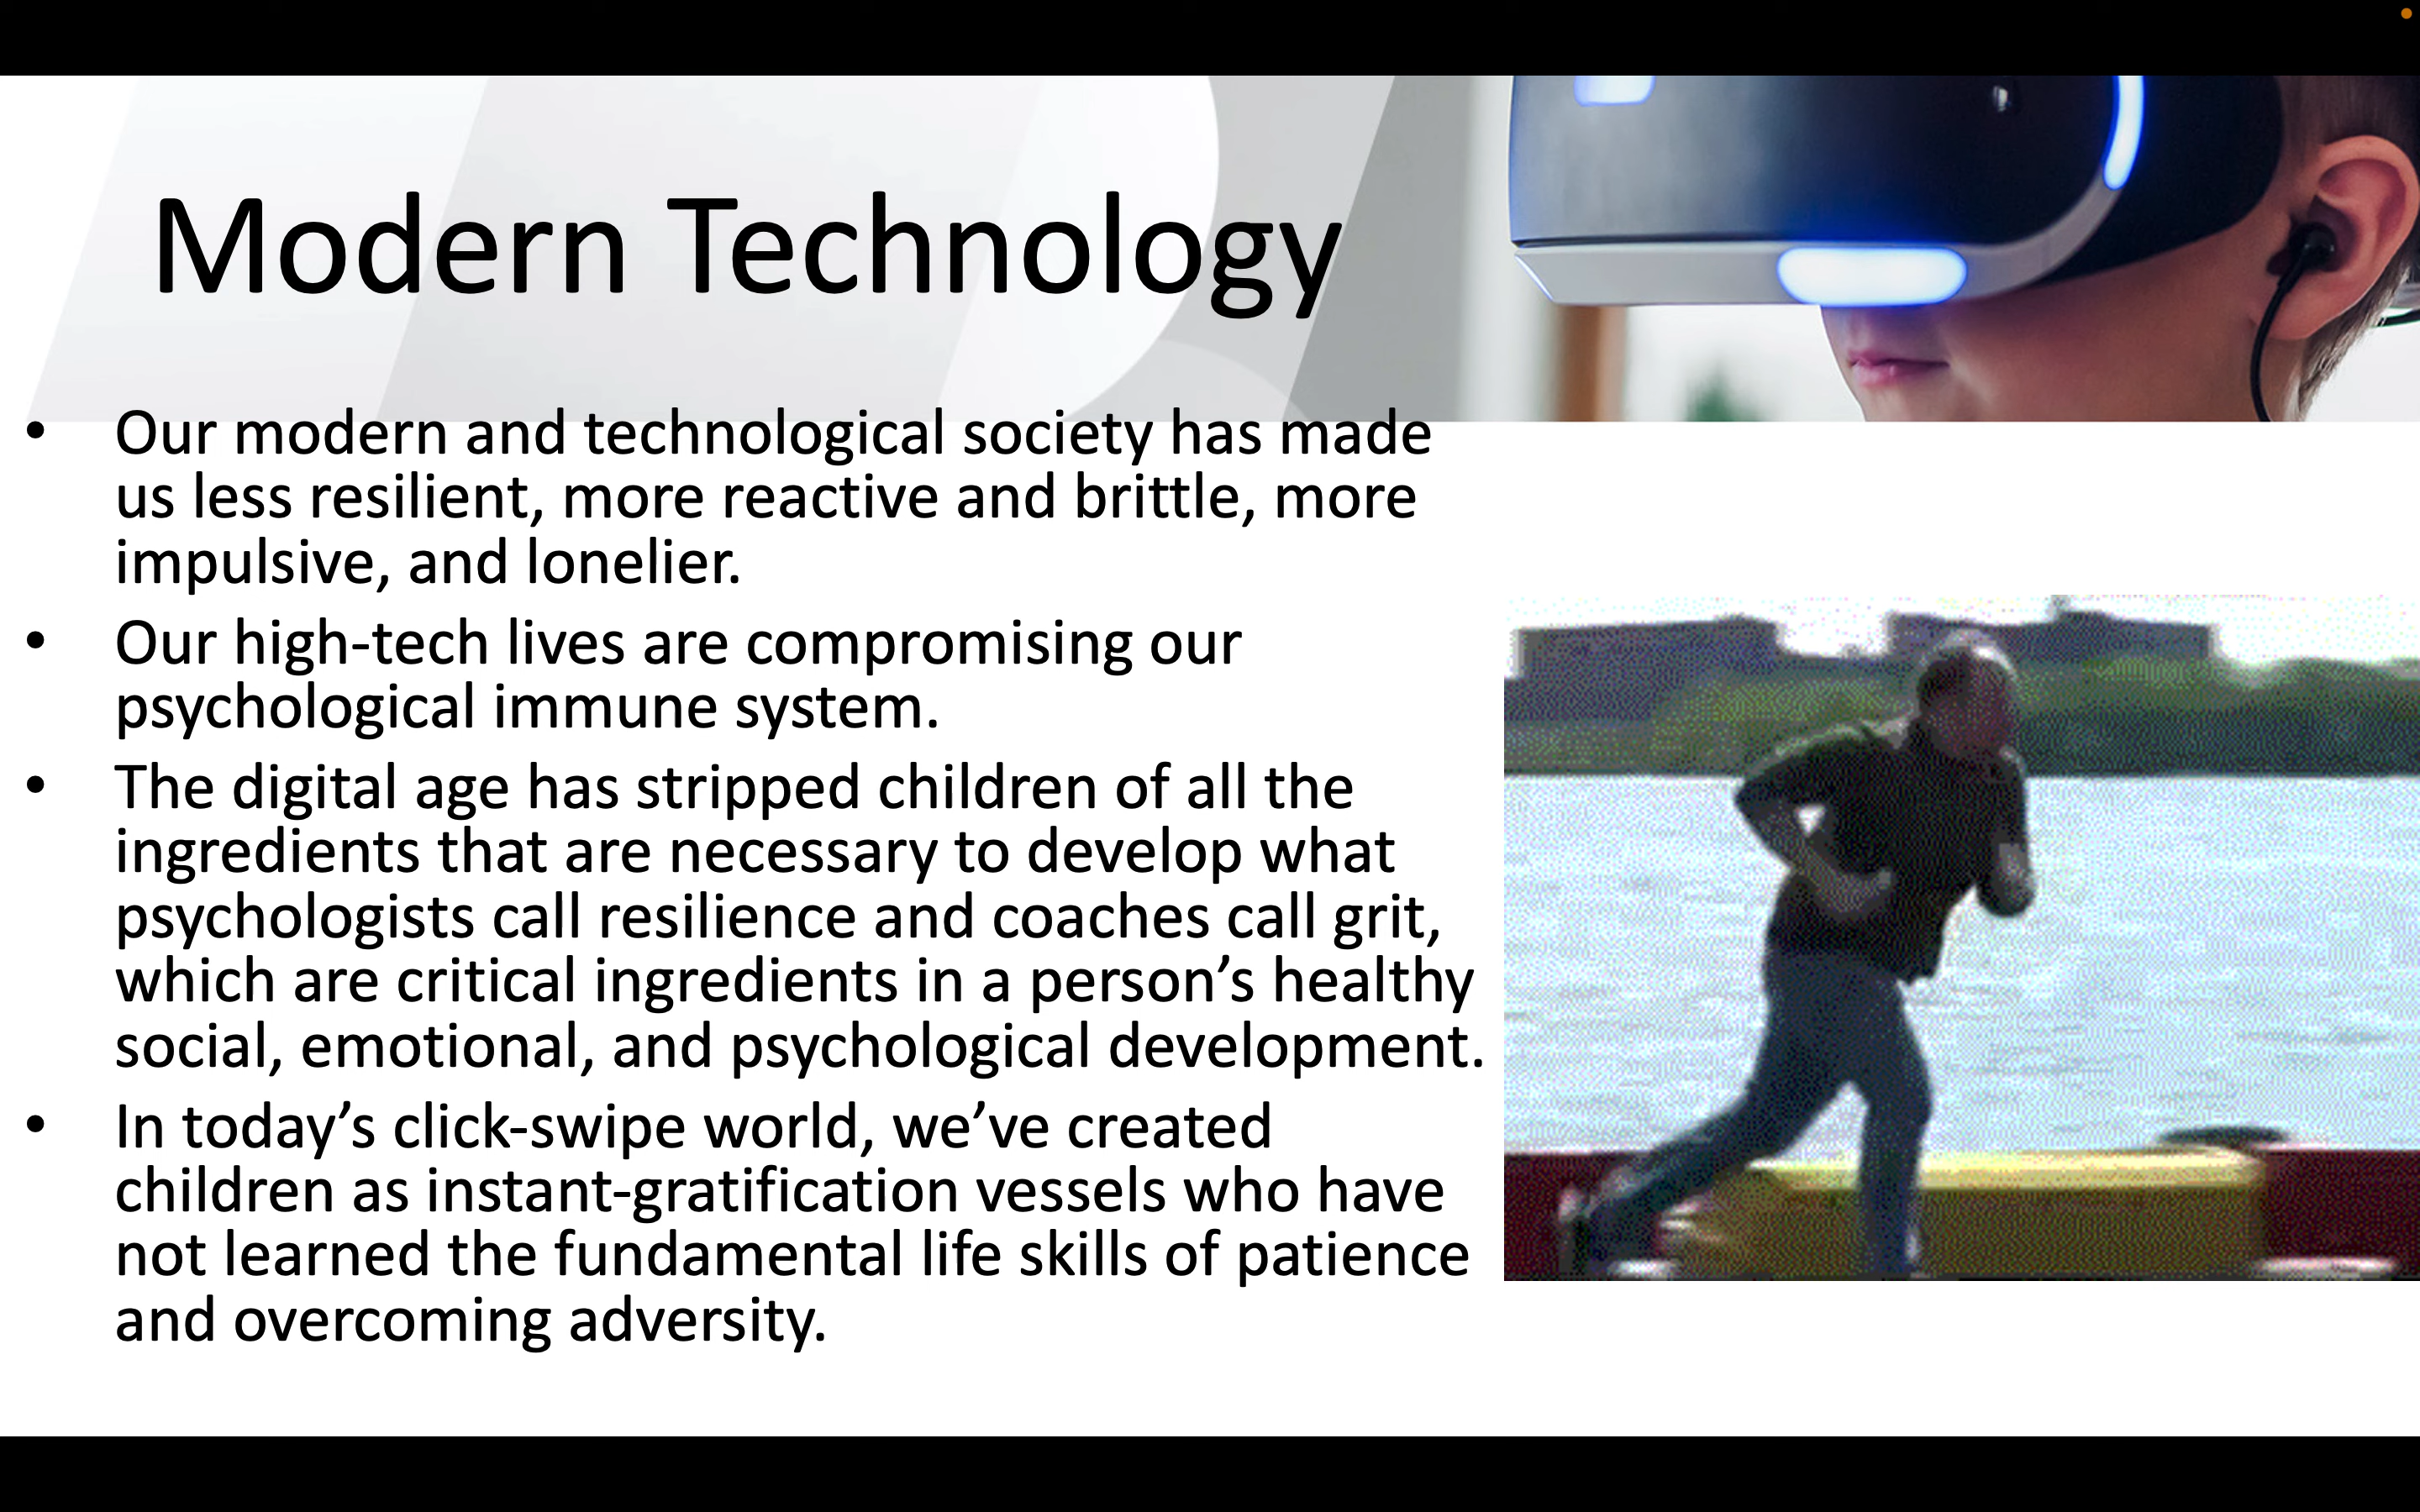 Modern Technology
• Our modern and technological society has made
us less resilient, more reactive and brittle, more
impulsive, and lonelier.
• Our high-tech lives are compromising our
psychological immune system.
• The digital age has stripped children of all the
ingredients that are necessary to develop what
psychologists call resilience and coaches call grit,
which are critical ingredients in a person’s healthy
social, emotional, and psychological development.
• In today’s click-swipe world, we’ve created
children as instant-gratification vessels who have
not learned the fundamental life skills of patience
and overcoming adversity.